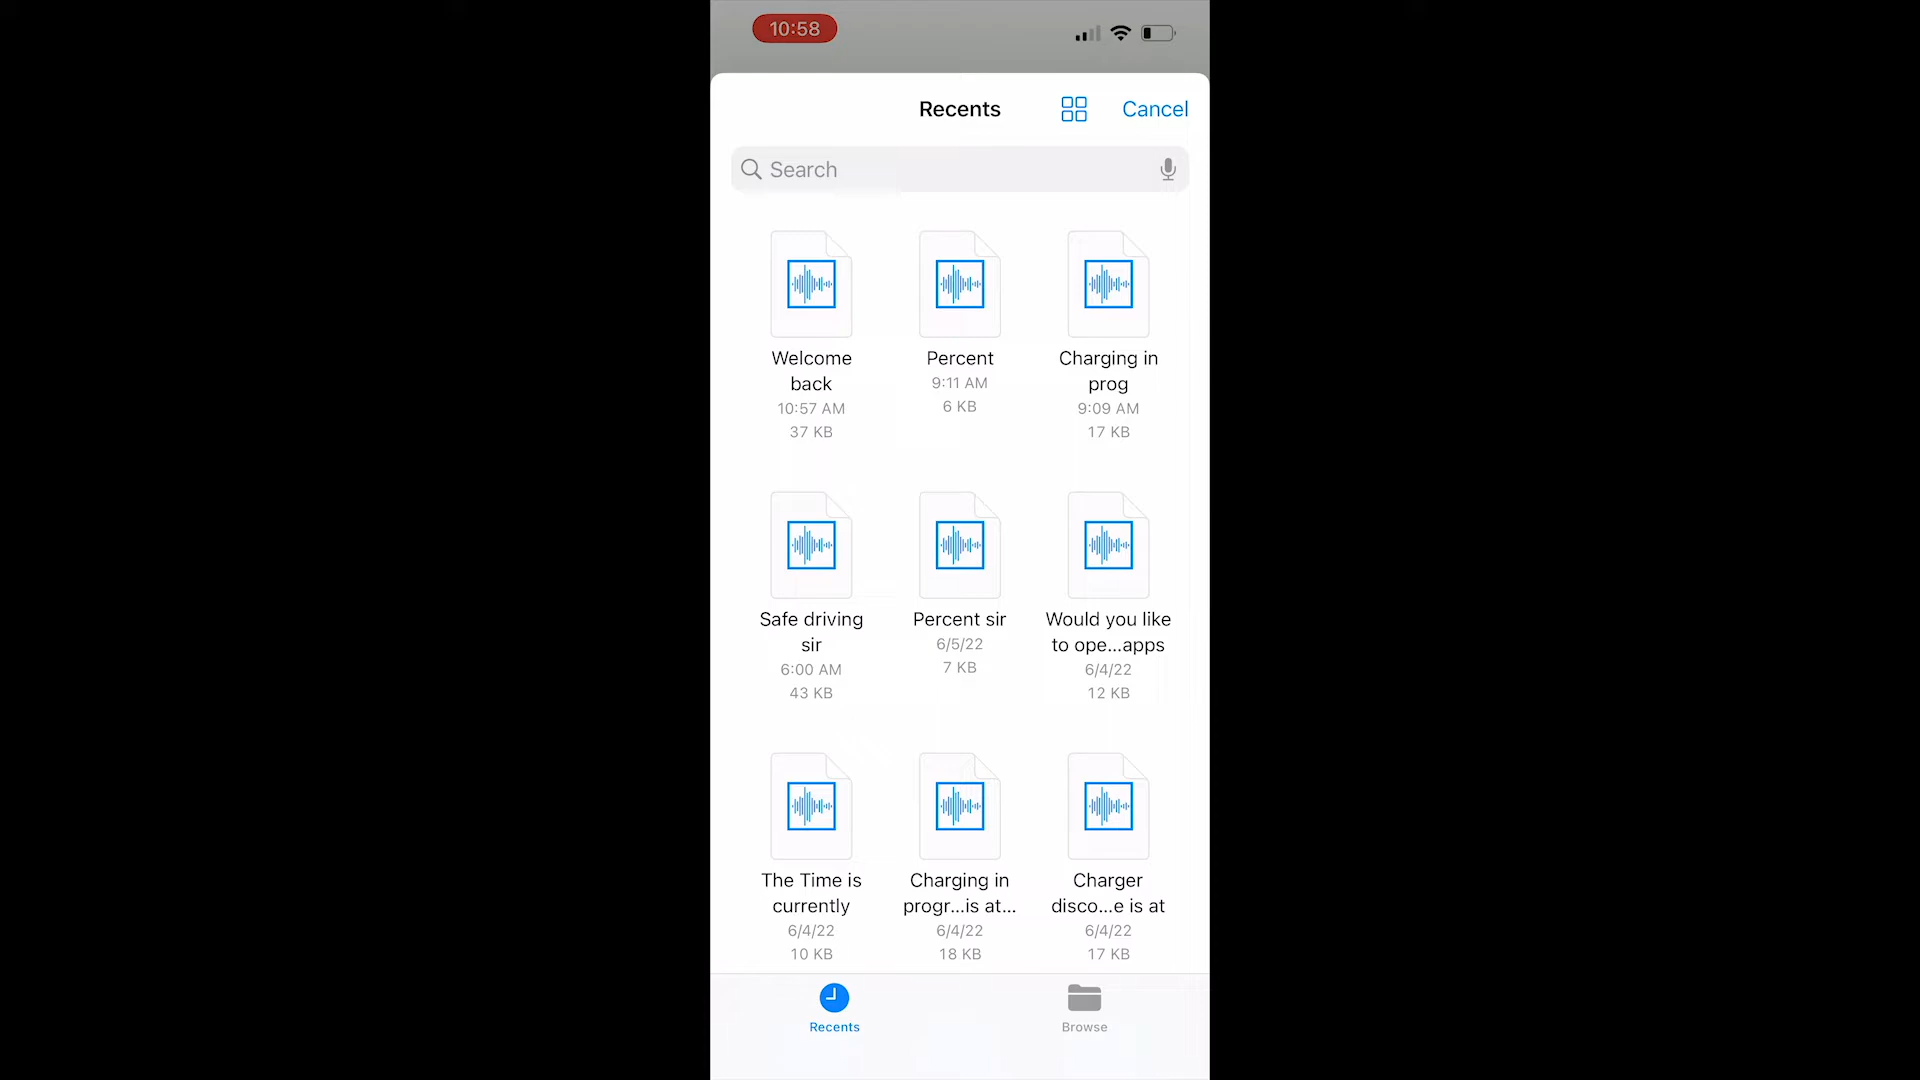 10:58
Recents
Cancel
Search
Welcome
back
10:57 AM
37 KB
Percent
9:11 AM
6 KB
Charging in
prog
9:09 AM
17 KB
Safe driving
sir
6:00 AM
43 KB
Percent sir
6/5/22
7 KB
Would you like
to ope...apps
6/4/22
12 KB
The Time is
currently
6/4/22
10 KB
Charging in
progr...is at...
6/4/22
18 KB
Charger
disco...e is at
6/4/22
17 KB
Recents
Browse